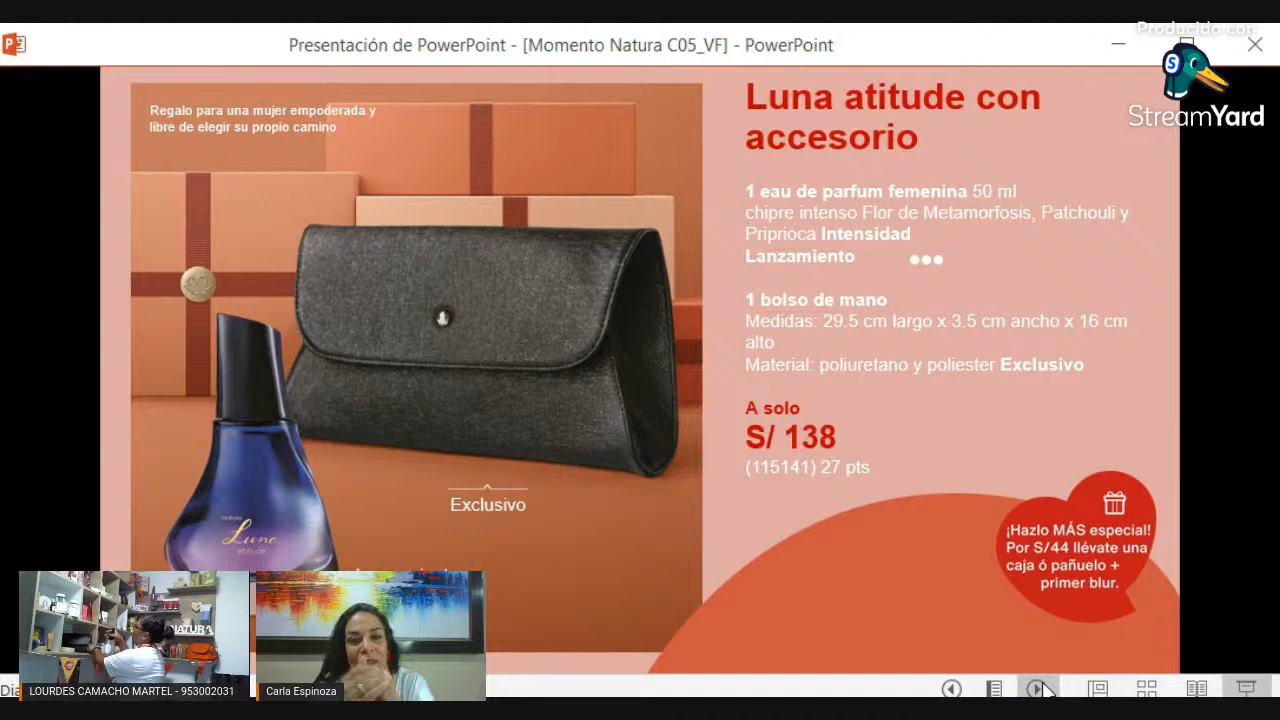 Producido con
StreamYard
Presentación de PowerPoint - [Momento Natura C05_VF] - PowerPoint
Regalo para una mujer empoderada y
libre de elegir su propio camino
Luna atitude con
accesorio
1 eau de parfum femenina 50 ml
chipre intenso Flor de Metamorfosis, Patchouli y
Priprioca Intensidad
Lanzamiento
1 bolso de mano
Medidas: 29.5 cm largo x 3.5 cm ancho x 16 cm
alto
Material: poliuretano y poliester Exclusivo
A solo
S/ 138
(115141) 27 pts
Exclusivo
Luna
atitude
¡Hazlo MÁS especial!
Por S/44 llévate una
caja ó pañuelo +
primer blur.
NATURA
LOURDES CAMACHO MARTEL - 953002031
Carla Espinoza